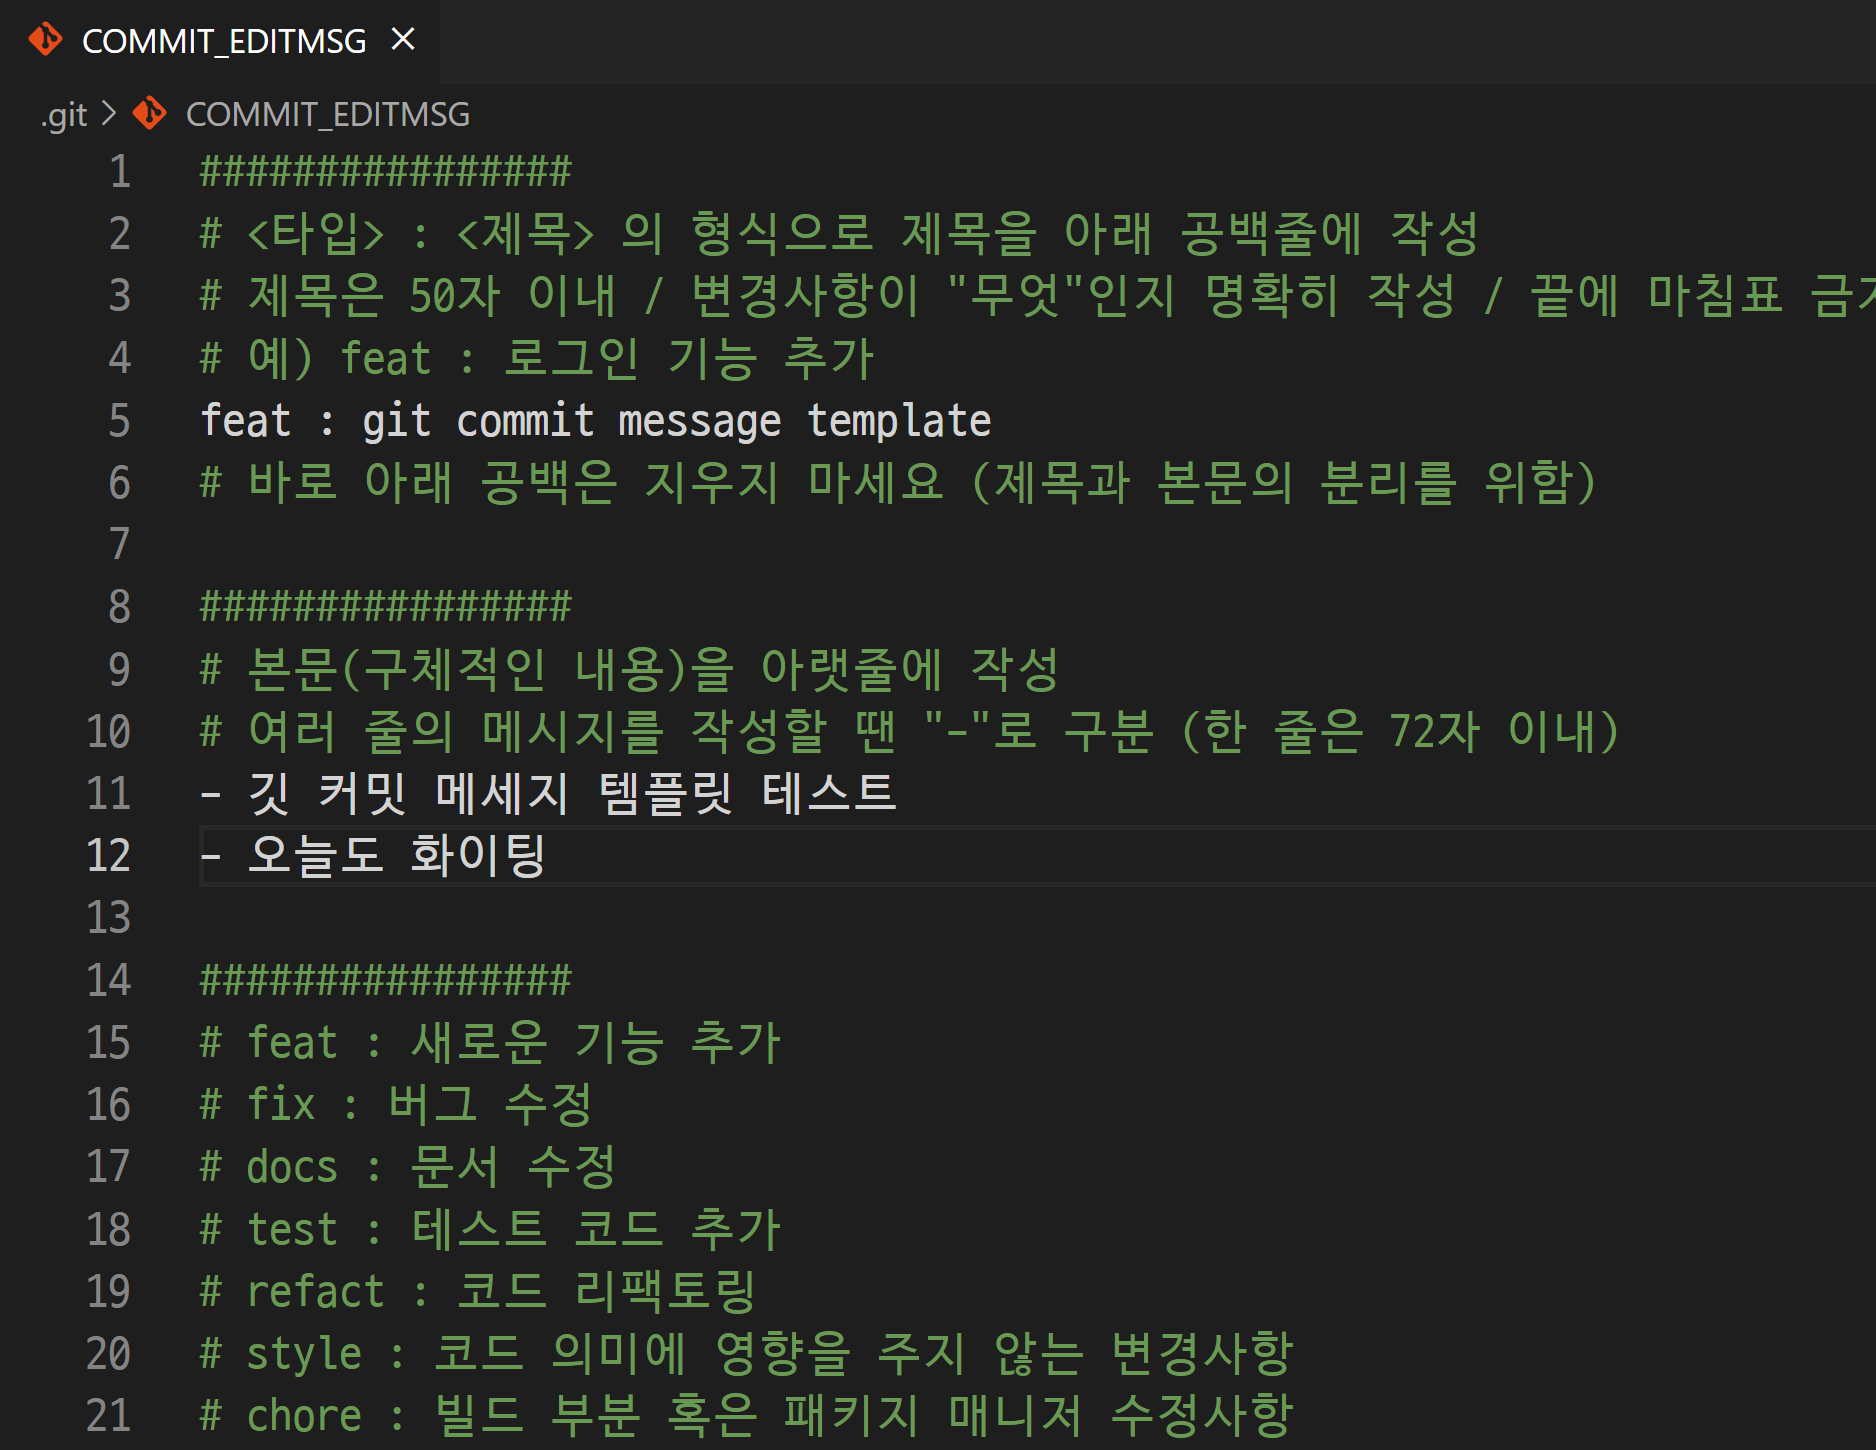 COMMIT_EDITMSG ×
.git > COMMIT_EDITMSG
1 ################
2 # <타입> : <제목> 의 형식으로 제목을 아래 공백줄에 작성
3 # 제목은 50자 이내 / 변경사항이 "무엇"인지 명확히 작성 / 끝에 마침표 금지
4 # 예) feat : 로그인 기능 추가
5 feat : git commit message template
6 # 바로 아래 공백은 지우지 마세요 (제목과 본문의 분리를 위함)
7
8 ################
9 # 본문(구체적인 내용)을 아랫줄에 작성
10 # 여러 줄의 메시지를 작성할 땐 "-"로 구분 (한 줄은 72자 이내)
11 - 깃 커밋 메세지 템플릿 테스트
12 - 오늘도 화이팅
13
14 ################
15 # feat : 새로운 기능 추가
16 # fix : 버그 수정
17 # docs : 문서 수정
18 # test : 테스트 코드 추가
19 # refact : 코드 리팩토링
20 # style : 코드 의미에 영향을 주지 않는 변경사항
21 # chore : 빌드 부분 혹은 패키지 매니저 수정사항